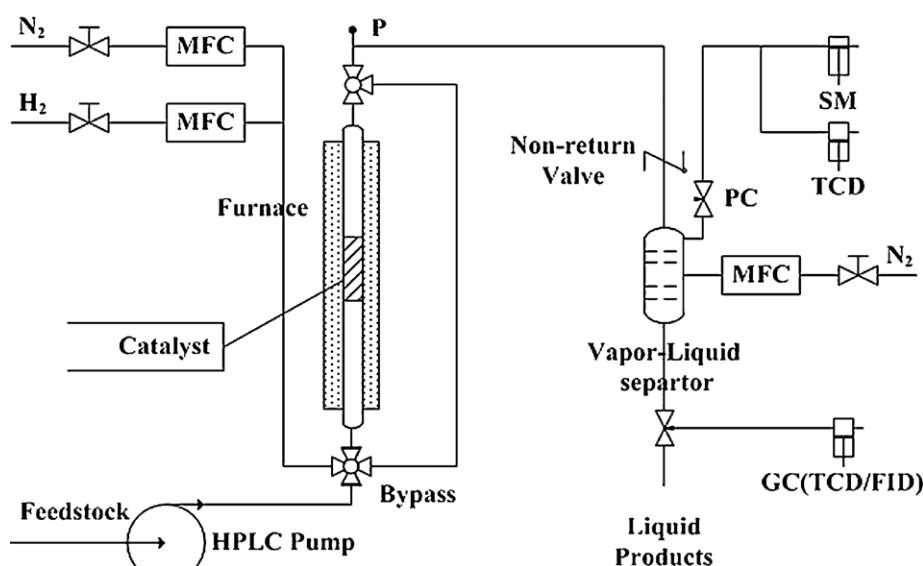 N₂
MFC
P
H₂
MFC
SM
Non-return
Valve
TCD
PC
Furnace
MFC
N₂
Catalyst
Vapor-Liquid
separtor
Bypass
GC(TCD/FID)
Feedstock
HPLC Pump
Liquid
Products